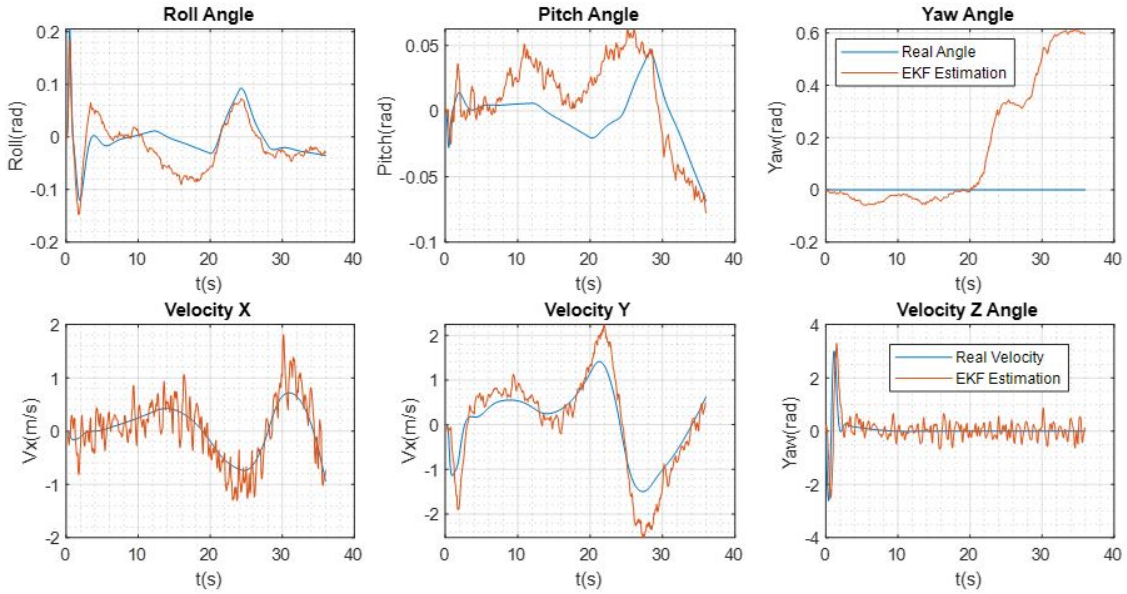 Roll Angle
0.2
0.1
0
-0.1
-0.2
Roll(rad)
0 10 20 30 40
t(s)
Pitch Angle
0.05
0
-0.05
-0.1
Pitch(rad)
0 10 20 30 40
t(s)
Yaw Angle
Real Angle
EKF Estimation
0.6
0.4
0.2
0
-0.2
Yaw(rad)
0 10 20 30 40
t(s)
Velocity X
2
1
0
-1
-2
Vx(m/s)
0 10 20 30 40
t(s)
Velocity Y
2
1
0
-1
-2
Vx(m/s)
0 10 20 30 40
t(s)
Velocity Z Angle
Real Velocity
EKF Estimation
4
2
0
-2
-4
Yaw(rad)
0 10 20 30 40
t(s)